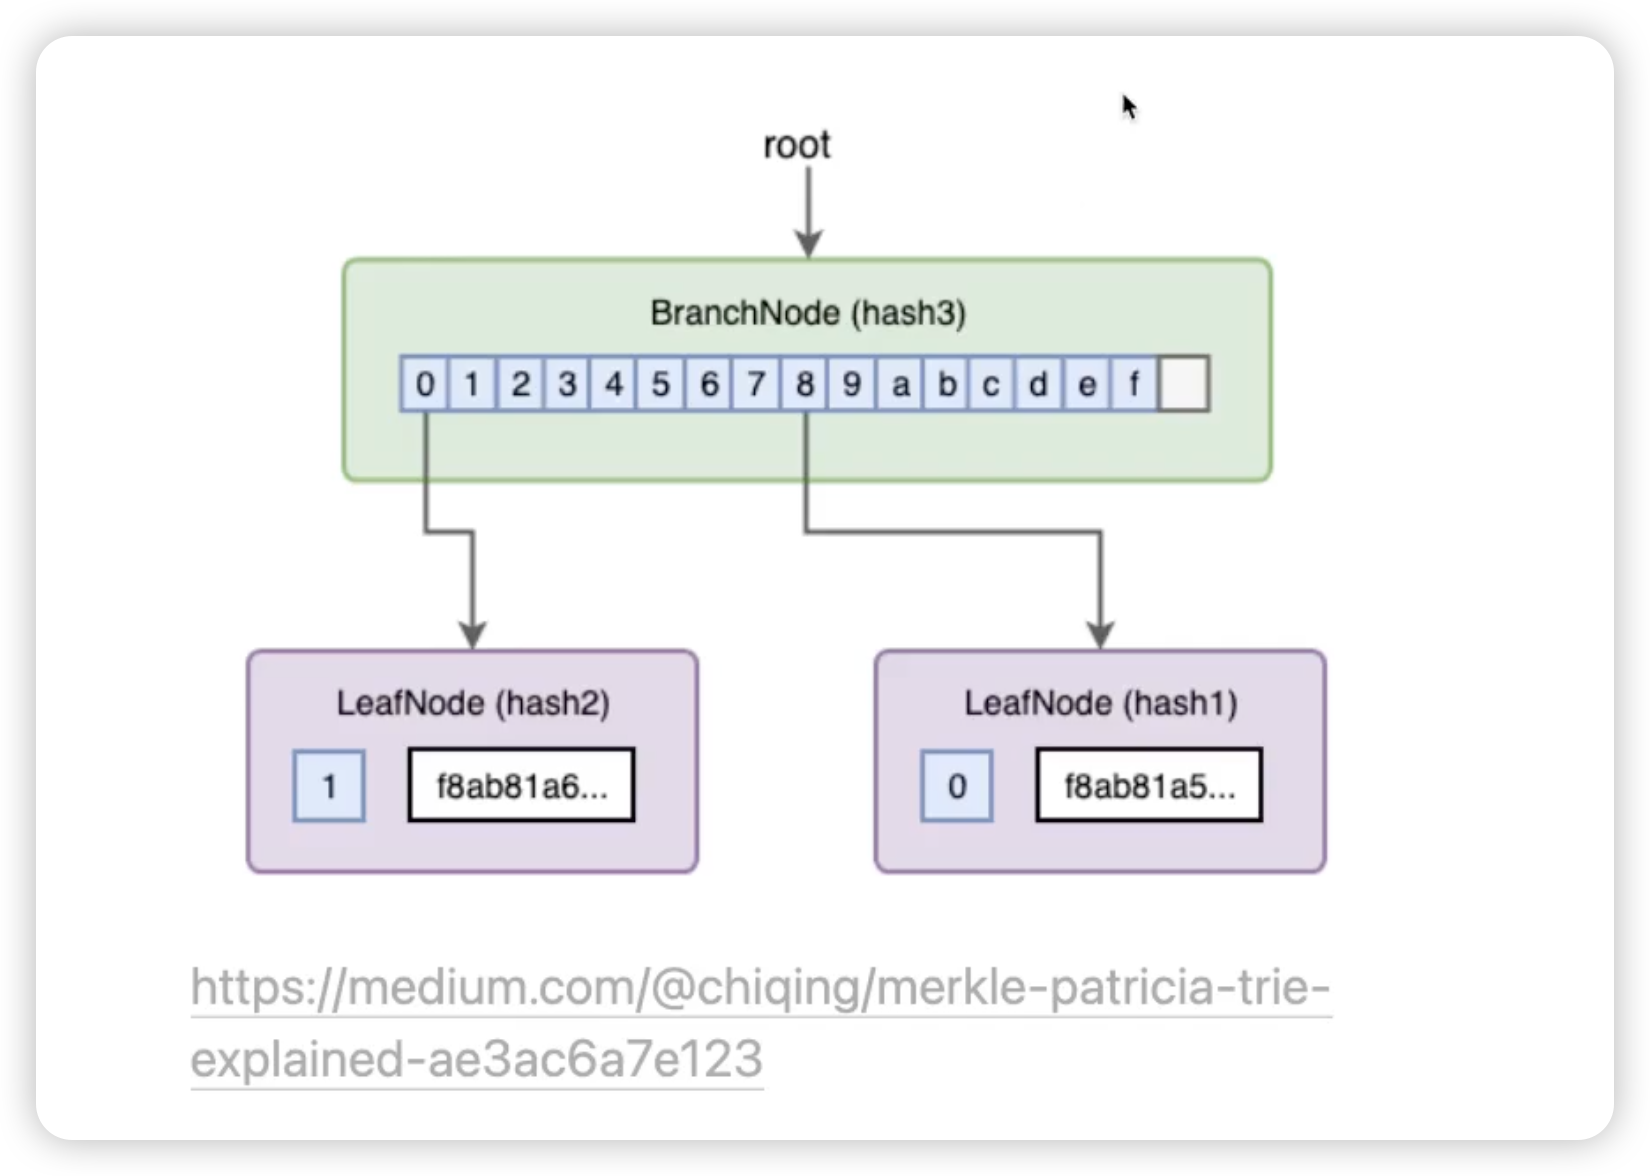 root
BranchNode (hash3)
0 1 2 3 4 5 6 7 8 9 a b c d e f
LeafNode (hash2)
1 f8ab81a6...
LeafNode (hash1)
0 f8ab81a5...
https://medium.com/@chiqing/merkle-patricia-trie-
explained-ae3ac6a7e123